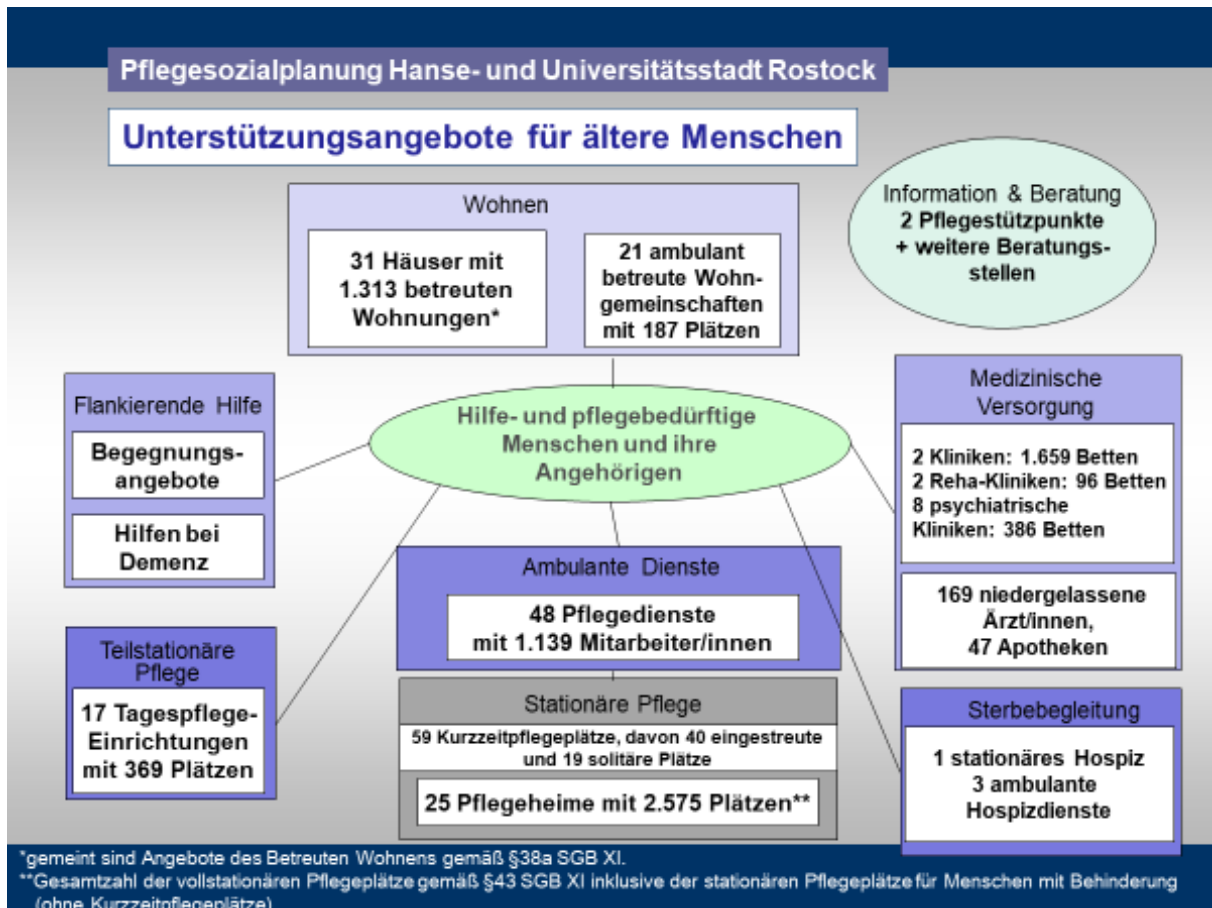 Pflegesozialplanung Hanse- und Universitätsstadt Rostock
Unterstützungsangebote für ältere Menschen
Wohnen
31 Häuser mit
1.313 betreuten
Wohnungen*
21 ambulant
betreute Wohn-
gemeinschaften
mit 187 Plätzen
Information & Beratung
2 Pflegestützpunkte
+ weitere Beratungs-
stellen
Flankierende Hilfe
Begegnungs-
angebote
Hilfen bei
Demenz
Hilfe- und pflegebedürftige
Menschen und ihre
Angehörigen
Medizinische
Versorgung
2 Kliniken: 1.659 Betten
2 Reha-Kliniken: 96 Betten
8 psychiatrische
Kliniken: 386 Betten
169 niedergelassene
Ärzt/innen,
47 Apotheken
Ambulante Dienste
48 Pflegedienste
mit 1.139 Mitarbeiter/innen
Teilstationäre
Pflege
17 Tagespflege-
Einrichtungen
mit 369 Plätzen
Stationäre Pflege
59 Kurzzeitpflegeplätze, davon 40 eingestreute
und 19 solitäre Plätze
25 Pflegeheime mit 2.575 Plätzen**
Sterbebegleitung
1 stationäres Hospiz
3 ambulante
Hospizdienste
*gemeint sind Angebote des Betreuten Wohnens gemäß §38a SGB XI.
**Gesamtzahl der vollstationären Pflegeplätze gemäß §43 SGB XI inklusive der stationären Pflegeplätze für Menschen mit Behinderung
(ohne Kurzzeitpflegeplätze)